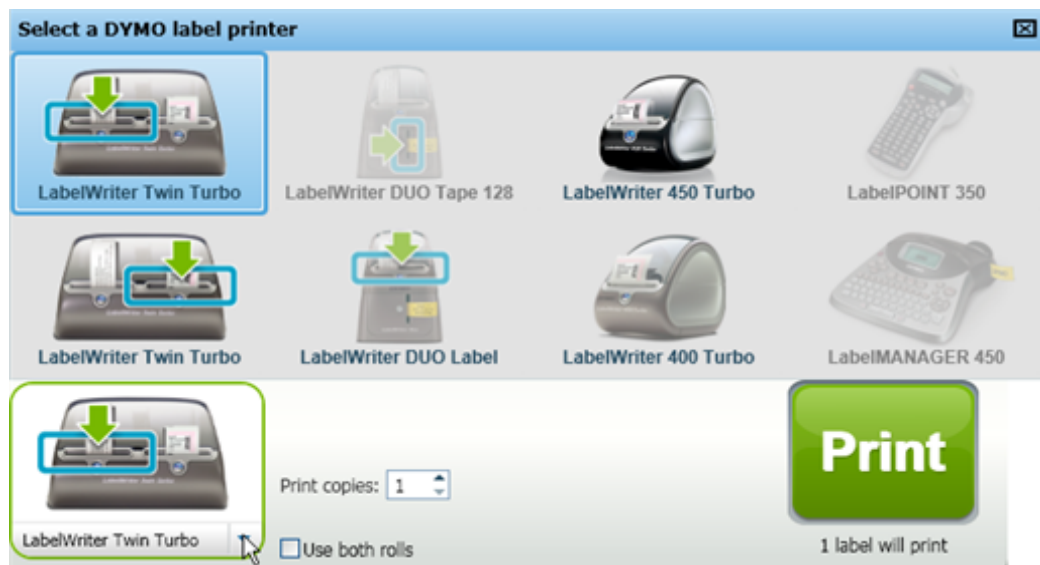 Select a DYMO label printer
LabelWriter Twin Turbo
LabelWriter DUO Tape 128
LabelWriter 450 Turbo
LabelPOINT 350
LabelWriter Twin Turbo
LabelWriter DUO Label
LabelWriter 400 Turbo
LabelMANAGER 450
LabelWriter Twin Turbo
Print copies: 1
Use both rolls
Print
1 label will print